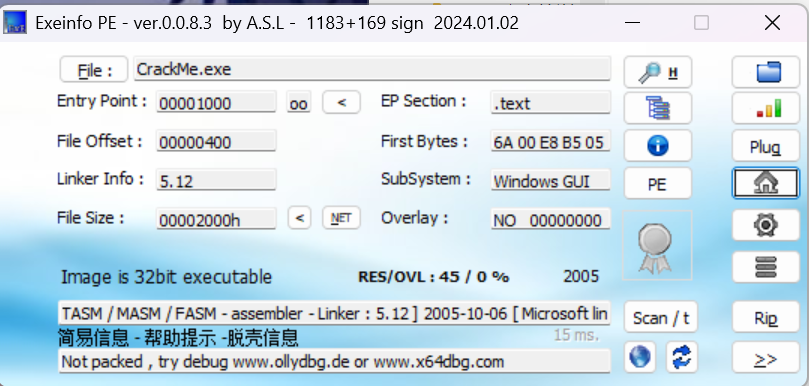 Exeinfo PE - ver.0.0.8.3 by A.S.L - 1183+169 sign 2024.01.02
File : CrackMe.exe H
Entry Point : 00001000 oo < EP Section : .text
File Offset : 00000400 First Bytes : 6A 00 E8 B5 05 Plug
Linker Info : 5.12 SubSystem : Windows GUI PE
File Size : 00002000h < NET Overlay : NO 00000000
Image is 32bit executable RES/OVL : 45 / 0 % 2005
TASM / MASM / FASM - assembler - Linker : 5.12 ] 2005-10-06 [ Microsoft lin Scan / t Rip
简易信息 - 帮助提示 -脱壳信息 15 ms.
Not packed , try debug www.ollydbg.de or www.x64dbg.com >>